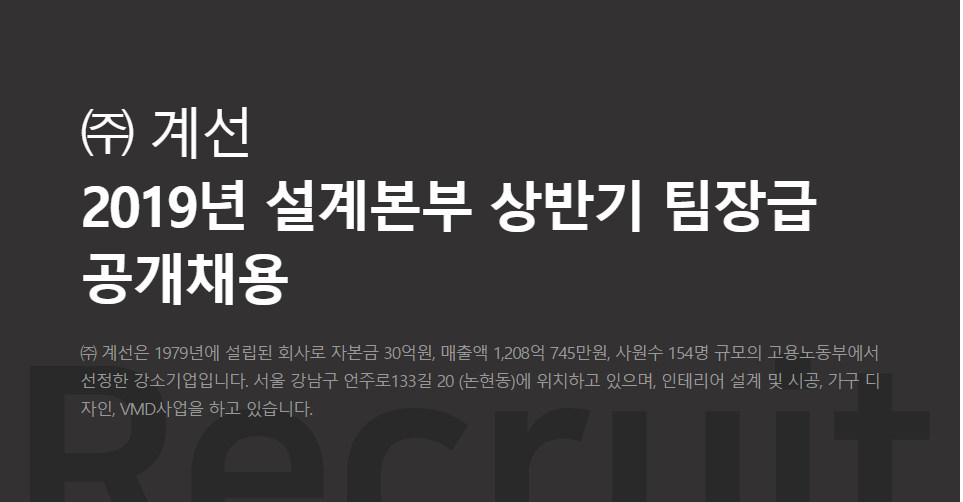 ㈜ 계선
2019년 설계본부 상반기 팀장급
공개채용
㈜ 계선은 1979년에 설립된 회사로 자본금 30억원, 매출액 1,208억 745만원, 사원수 154명 규모의 고용노동부에서
선정한 강소기업입니다. 서울 강남구 언주로133길 20 (논현동)에 위치하고 있으며, 인테리어 설계 및 시공, 가구 디
자인, VMD사업을 하고 있습니다.
Recruit